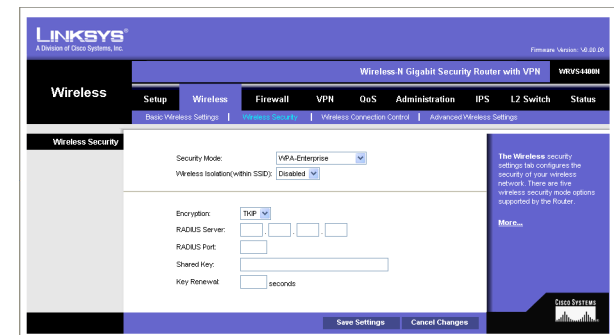 LINKSYS®
A Division of Cisco Systems, Inc.
Firmware Version: V0.00.06
Wireless-N Gigabit Security Router with VPN WRVS4400N
Wireless
Setup Wireless Firewall VPN QoS Administration IPS L2 Switch Status
Basic Wireless Settings | Wireless Security | Wireless Connection Control | Advanced Wireless Settings
Wireless Security
Security Mode: WPA-Enterprise
Wireless Isolation(within SSID): Disabled
Encryption: TKIP
RADIUS Server: . . .
RADIUS Port:
Shared Key:
Key Renewal: seconds
The Wireless security
settings tab configures the
security of your wireless
network. There are five
wireless security mode options
supported by the Router.
More...
Save Settings Cancel Changes
CISCO SYSTEMS